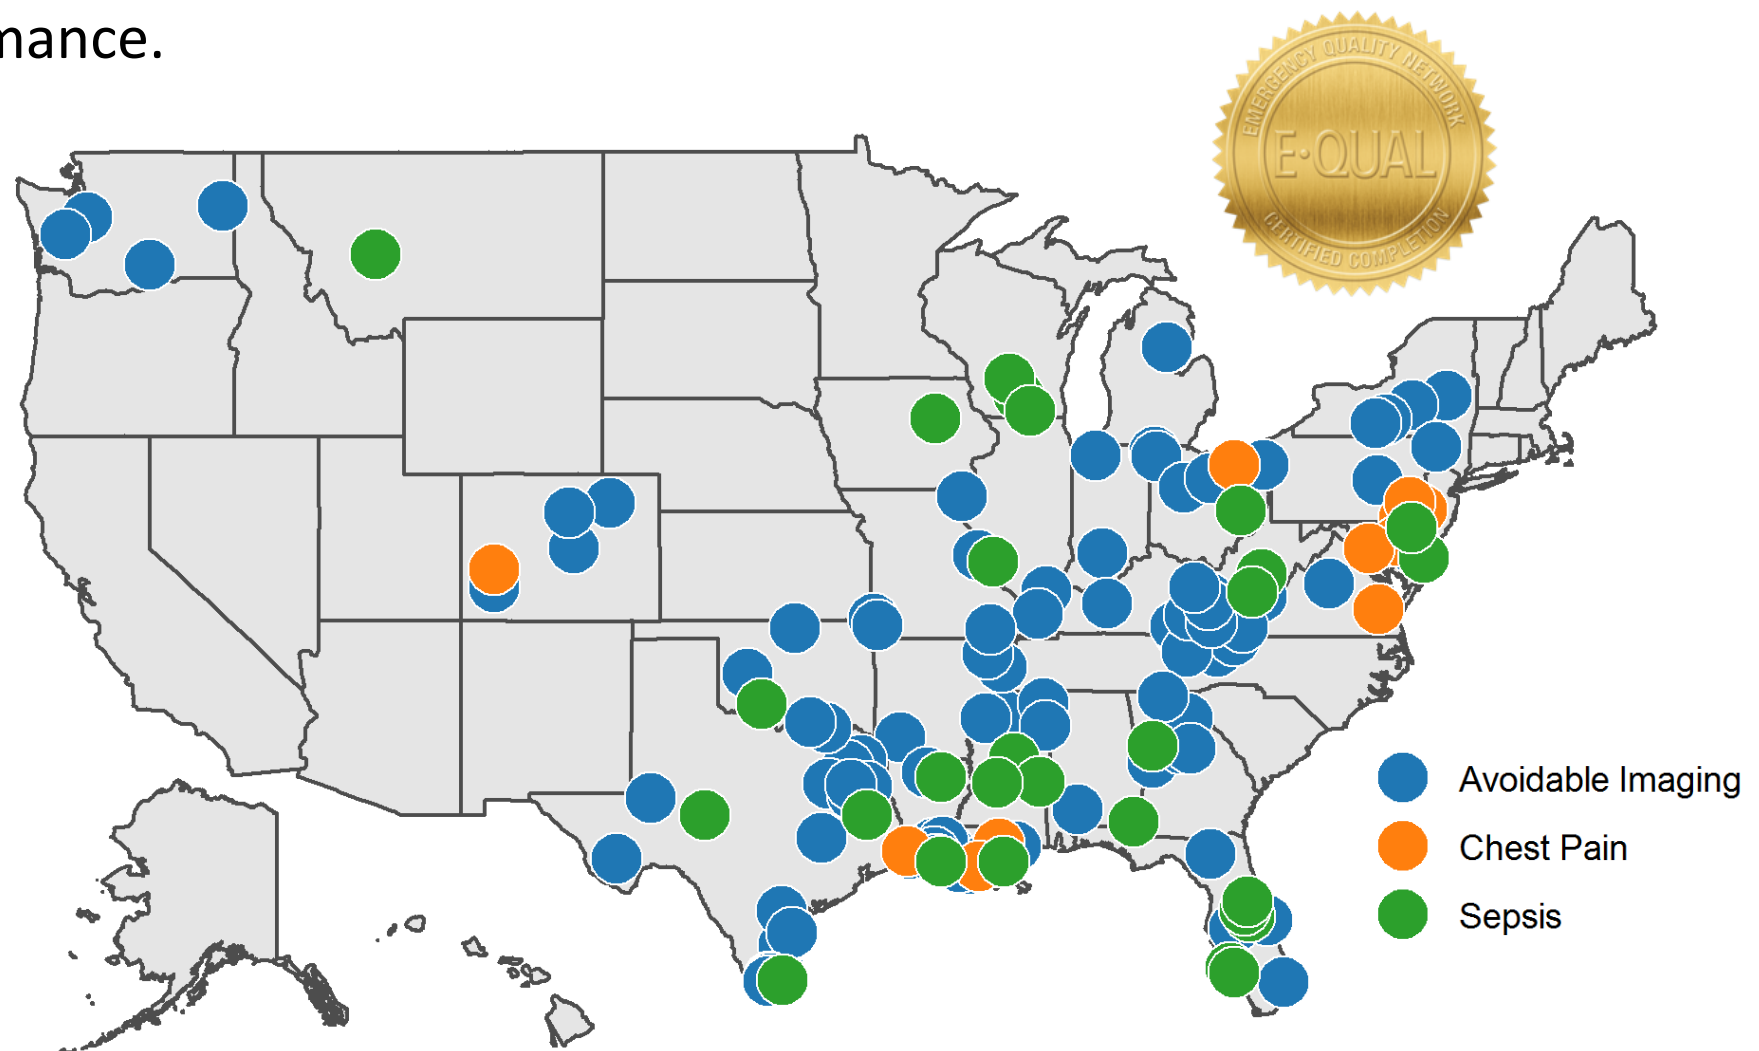 mance.
EMERGENCY QUALITY NETWORK
E·QUAL
CERTIFIED COMPLETION
Avoidable Imaging
Chest Pain
Sepsis